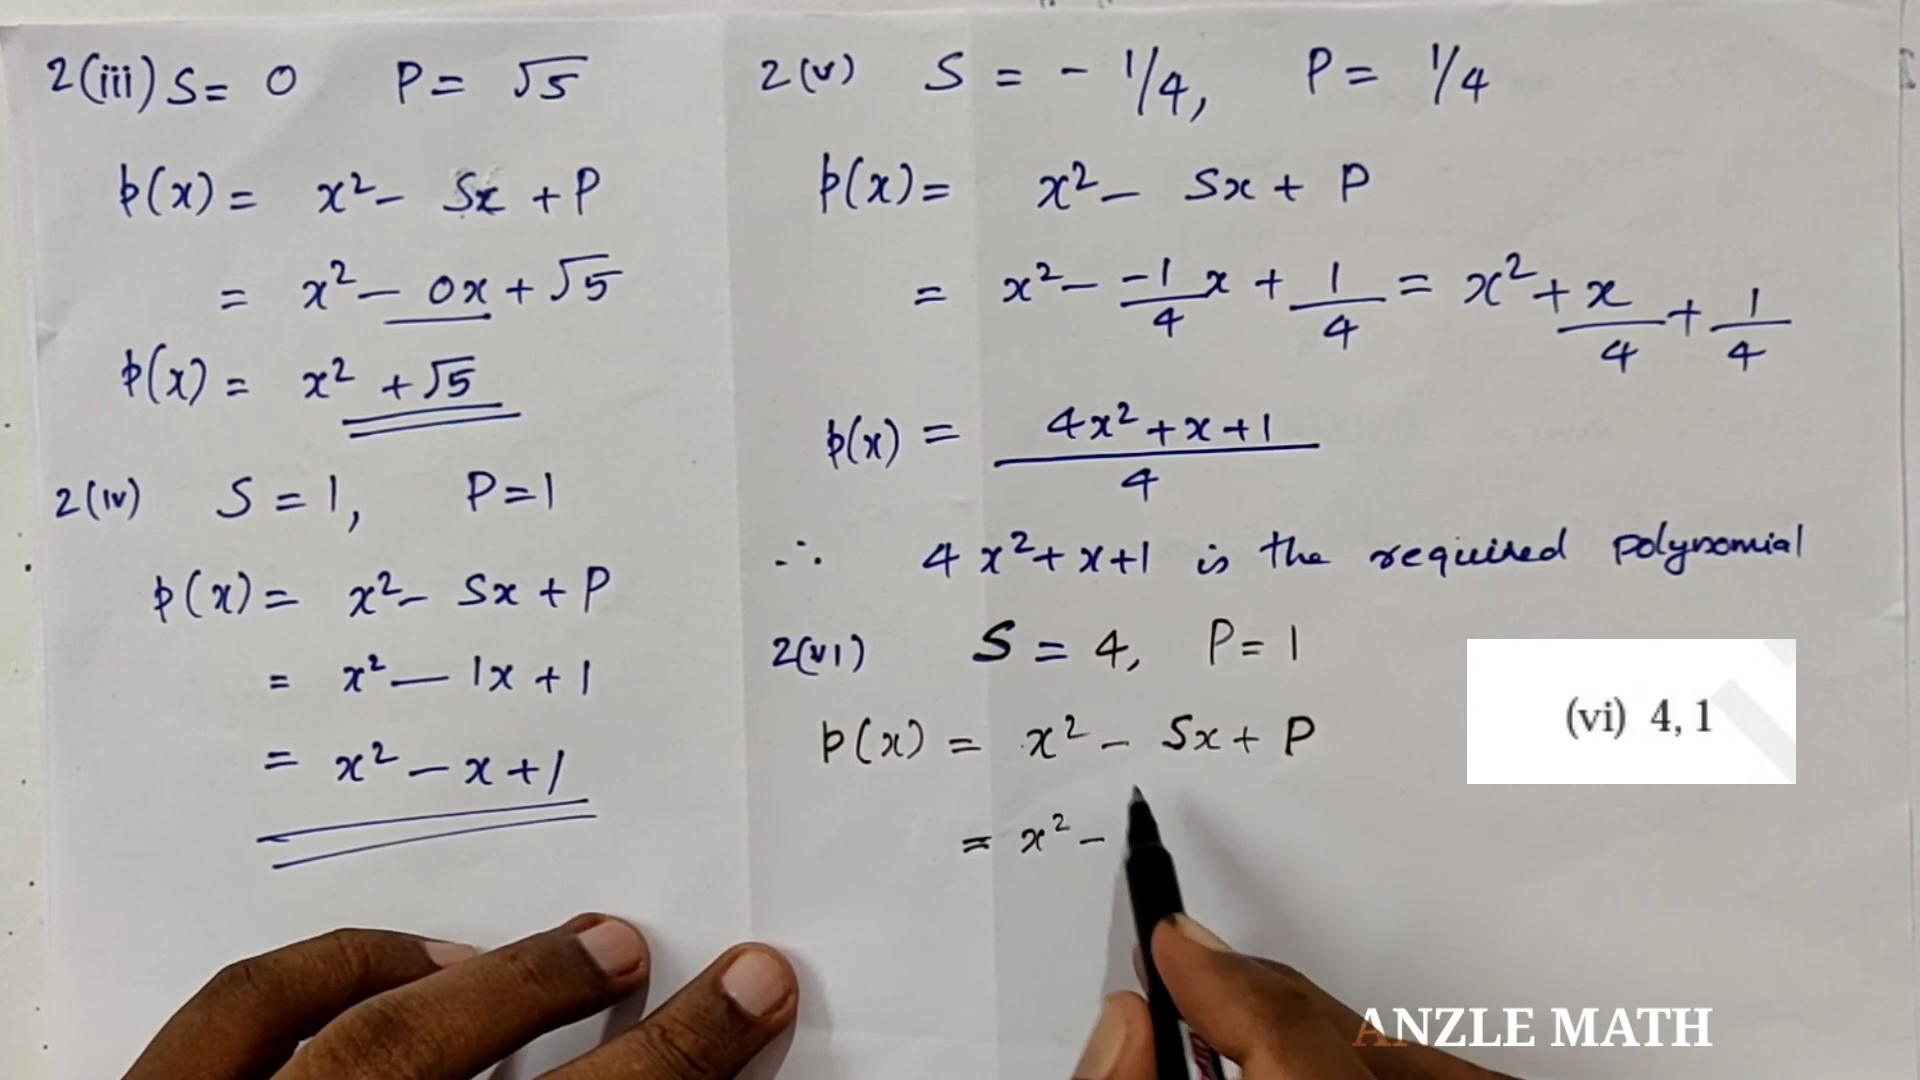 2(iii) S = 0 P = √5
p(x) = x² - Sx + P
= x² - 0x + √5
p(x) = x² + √5
2(iv) S = 1, P = 1
p(x) = x² - Sx + P
= x² - 1x + 1
= x² - x + 1
2(v) S = - 1/4, P = 1/4
p(x) = x² - Sx + P
= x² - -1/4 x + 1/4 = x² + x/4 + 1/4
p(x) = 4x² + x + 1 / 4
∴ 4x² + x + 1 is the required polynomial
2(vi) S = 4, P = 1
p(x) = x² - Sx + P
= x² -
(vi) 4, 1
ANZLE MATH